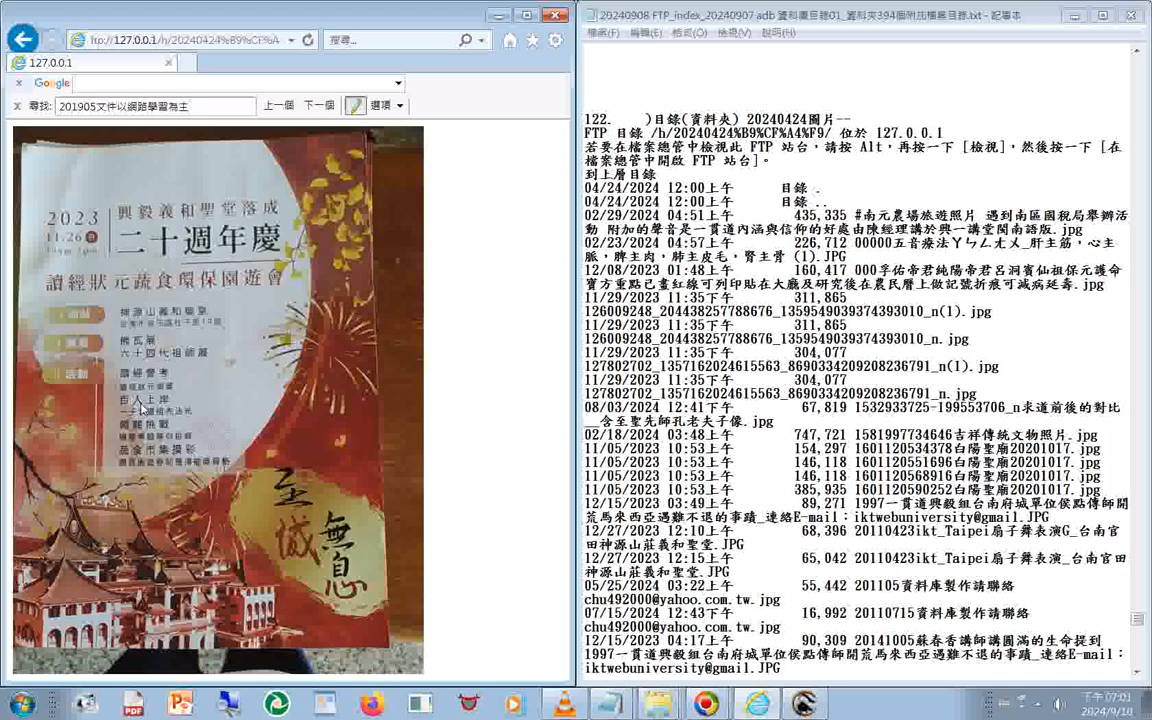 ftp://127.0.0.1/h/20240424%B9%CF%A
搜尋...
127.0.0.1
x Google
x 尋找: 201905文件以網路學習為主 上一個 下一個 選項
2023
11.26
興毅義和聖堂落成
二十週年慶
讀經狀元蔬食環保園遊會
神源山義和聖堂
六十四代祖師
活動
讀經會考
百人上岸
闖關挑戰
蔬食市集摸彩
至誠無息
20240908 FTP_index_20240907 adb 資料庫目錄01_資料夾394個附加檔案目錄.txt - 記事本
檔案(F) 編輯(E) 格式(O) 檢視(V) 說明(H)
122. )目錄(資料夾) 20240424圖片--
FTP 目錄 /h/20240424%B9%CF%A4%F9/ 位於 127.0.0.1
若要在檔案總管中檢視此 FTP 站台，請按 Alt，再按一下 [檢視]，然後按一下 [在
檔案總管中開啟 FTP 站台]。
到上層目錄
04/24/2024 12:00上午 目錄 .
04/24/2024 12:00上午 目錄 ..
02/29/2024 04:51上午 435,335 #南元農場旅遊照片 遇到南區國稅局舉辦活
動 附加的聲音是一貫道內涵與信仰的好處由陳經理講於興一講堂閩南語版.jpg
02/23/2024 04:57上午 226,712 00000五音療法ㄚㄣㄥㄤㄨ_肝主筋，心主
脈，脾主肉，肺主皮毛，腎主骨 (1).JPG
12/08/2023 01:48上午 160,417 000孚佑帝君純陽帝君呂洞賓仙祖保元護命
寶方重點已畫紅線可列印貼在大廳及研究後在農民曆上做記號折痕可減病延壽.jpg
11/29/2023 11:35下午 311,865
126009248_204438257788676_1359549039374393010_n(1).jpg
11/29/2023 11:35下午 311,865
126009248_204438257788676_1359549039374393010_n.jpg
11/29/2023 11:35下午 304,077
127802702_1357162024615563_8690334209208236791_n(1).jpg
11/29/2023 11:35下午 304,077
127802702_1357162024615563_8690334209208236791_n.jpg
08/03/2024 12:41下午 67,819 1532933725-199553706_n求道前後的對比
__含至聖先師孔老夫子像.jpg
02/18/2024 03:48上午 747,721 1581997734646吉祥傳統文物照片.jpg
11/05/2023 10:53上午 154,297 1601120534378白陽聖廟20201017.jpg
11/05/2023 10:53上午 146,118 1601120551696白陽聖廟20201017.jpg
11/05/2023 10:53上午 146,118 1601120568916白陽聖廟20201017.jpg
11/05/2023 10:53上午 385,935 1601120590252白陽聖廟20201017.jpg
12/15/2023 03:49上午 89,271 1997一貫道興毅組台南府城單位侯點傳師開
荒馬來西亞遇難不退的事蹟_連絡E-mail：iktwebuniversity@gmail.JPG
12/27/2023 12:10上午 68,396 20110423ikt_Taipei扇子舞表演G_台南官
田神源山莊義和聖堂.JPG
12/27/2023 12:15上午 65,042 20110423ikt_Taipei扇子舞表演_台南官田
神源山莊義和聖堂.JPG
05/25/2024 03:22上午 55,442 201105資料庫製作請聯絡
chu492000@yahoo.com.tw.jpg
07/15/2024 12:43下午 16,992 20110715資料庫製作請聯絡
chu492000@yahoo.com.tw.jpg
12/15/2023 04:17上午 90,309 20141005蘇春香講師講圓滿的生命提到
1997一貫道興毅組台南府城單位侯點傳師開荒馬來西亞遇難不退的事蹟_連絡E-mail：
iktwebuniversity@gmail.JPG
下午 07:01
2024/9/10